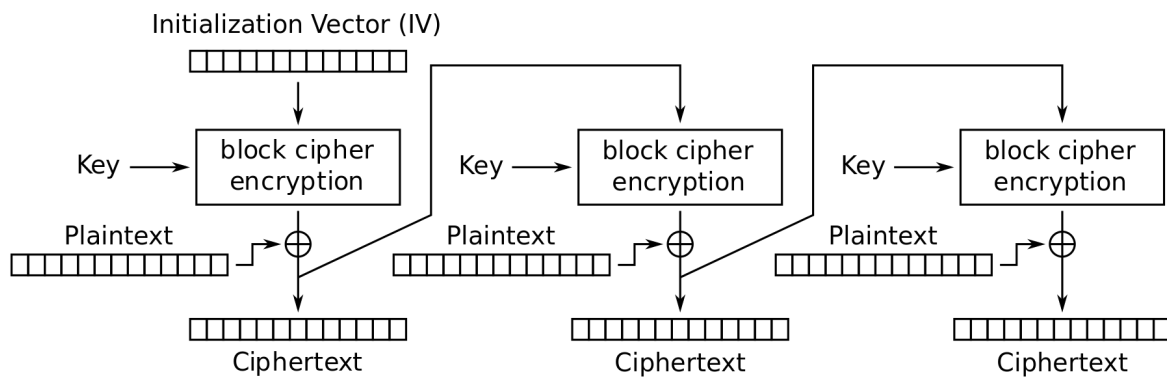 Initialization Vector (IV)
Key
block cipher
encryption
Plaintext
Ciphertext
Key
block cipher
encryption
Plaintext
Ciphertext
Key
block cipher
encryption
Plaintext
Ciphertext